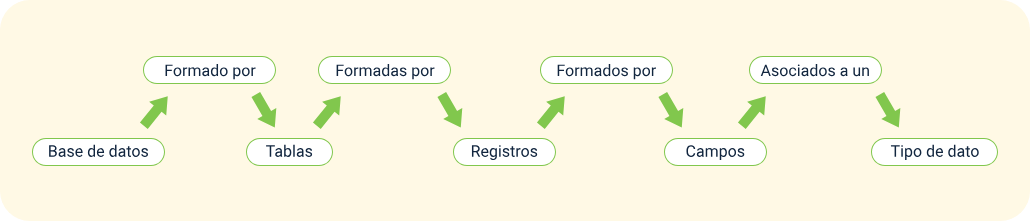 Formado por
Formadas por
Formados por
Asociados a un
Base de datos
Tablas
Registros
Campos
Tipo de dato